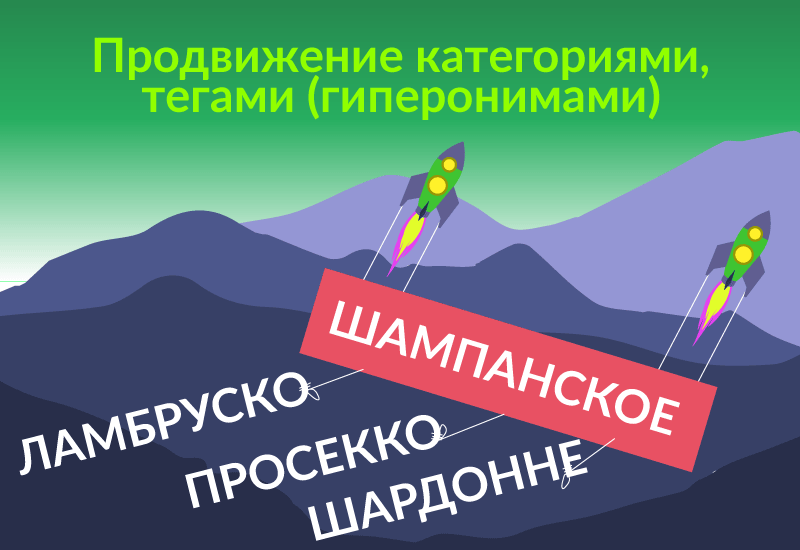 Продвижение категориями,
тегами (гиперонимами)
ШАМПАНСКОЕ
ЛАМБРУСКО
ПРОСЕККО
ШАРДОННЕ